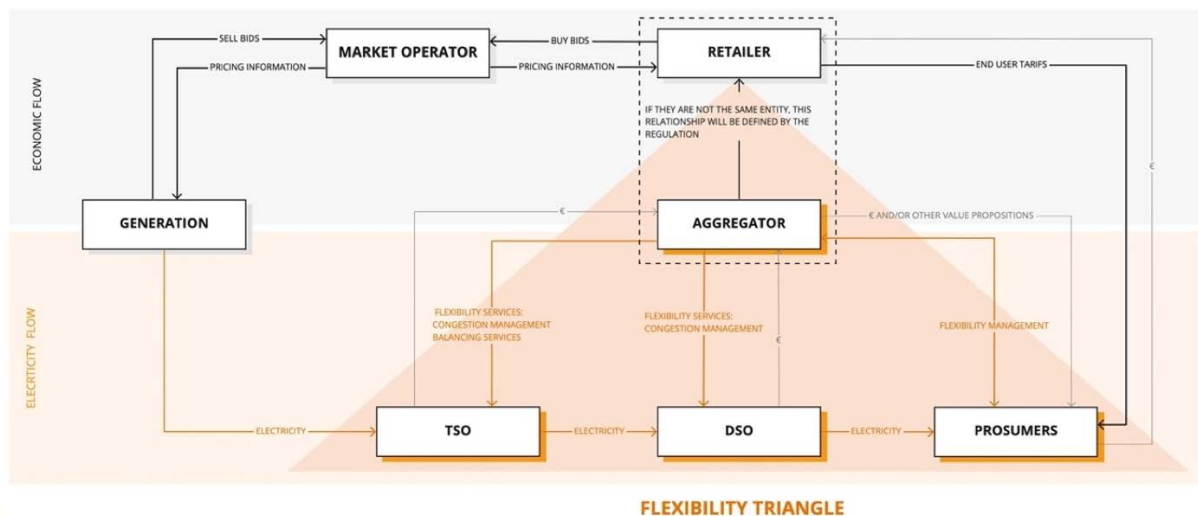 SELL BIDS
MARKET OPERATOR
BUY BIDS
RETAILER
PRICING INFORMATION
PRICING INFORMATION
END USER TARIFS
IF THEY ARE NOT THE SAME ENTITY, THIS
RELATIONSHIP WILL BE DEFINED BY THE
REGULATION
ECONOMIC FLOW
€
GENERATION
€
AGGREGATOR
€ AND/OR OTHER VALUE PROPOSITIONS
FLEXIBILITY SERVICES:
CONGESTION MANAGEMENT
BALANCING SERVICES
FLEXIBILITY SERVICES:
CONGESTION MANAGEMENT
FLEXIBILITY MANAGEMENT
€
ELECRTICITY FLOW
ELECTRICITY
TSO
ELECTRICITY
DSO
ELECTRICITY
PROSUMERS
FLEXIBILITY TRIANGLE